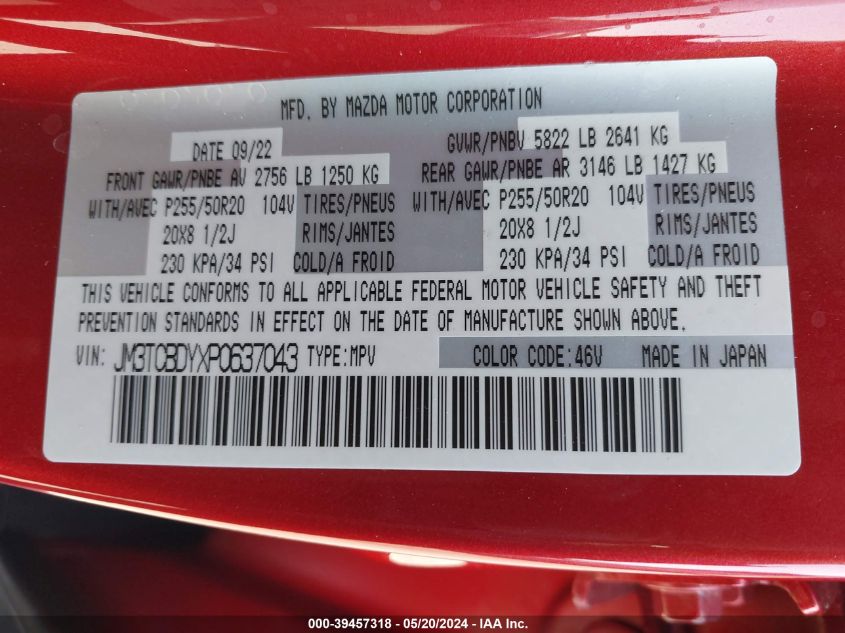 MFD. BY MAZDA MOTOR CORPORATION
DATE 09/22 GVWR/PNBV 5822 LB 2641 KG
FRONT GAWR/PNBE AV 2756 LB 1250 KG REAR GAWR/PNBE AR 3146 LB 1427 KG
WITH/AVEC P255/50R20 104V TIRES/PNEUS WITH/AVEC P255/50R20 104V TIRES/PNEUS
20X8 1/2J RIMS/JANTES 20X8 1/2J RIMS/JANTES
230 KPA/34 PSI COLD/A FROID 230 KPA/34 PSI COLD/A FROID
THIS VEHICLE CONFORMS TO ALL APPLICABLE FEDERAL MOTOR VEHICLE SAFETY AND THEFT
PREVENTION STANDARDS IN EFFECT ON THE DATE OF MANUFACTURE SHOWN ABOVE.
VIN: JM3TCBDYXP0637043 TYPE:MPV COLOR CODE:46V MADE IN JAPAN
000-39457318 - 05/20/2024 - IAA Inc.